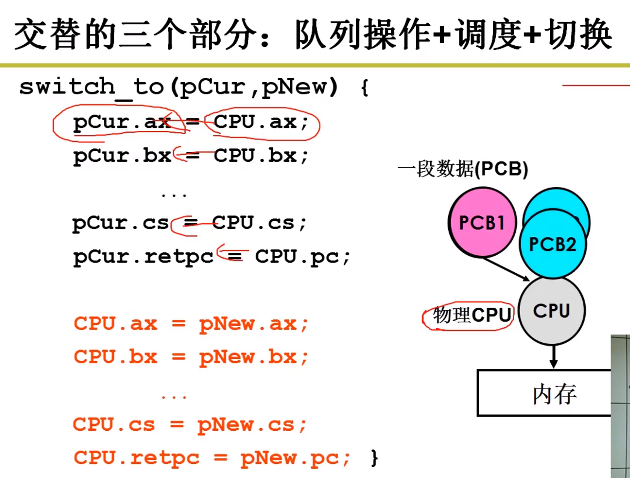 交替的三个部分：队列操作+调度+切换
switch_to(pCur,pNew) {
pCur.ax = CPU.ax;
pCur.bx = CPU.bx;
...
pCur.cs = CPU.cs;
pCur.retpc = CPU.pc;
CPU.ax = pNew.ax;
CPU.bx = pNew.bx;
...
CPU.cs = pNew.cs;
CPU.retpc = pNew.pc; }
一段数据(PCB)
PCB1
PCB2
物理CPU
CPU
内存